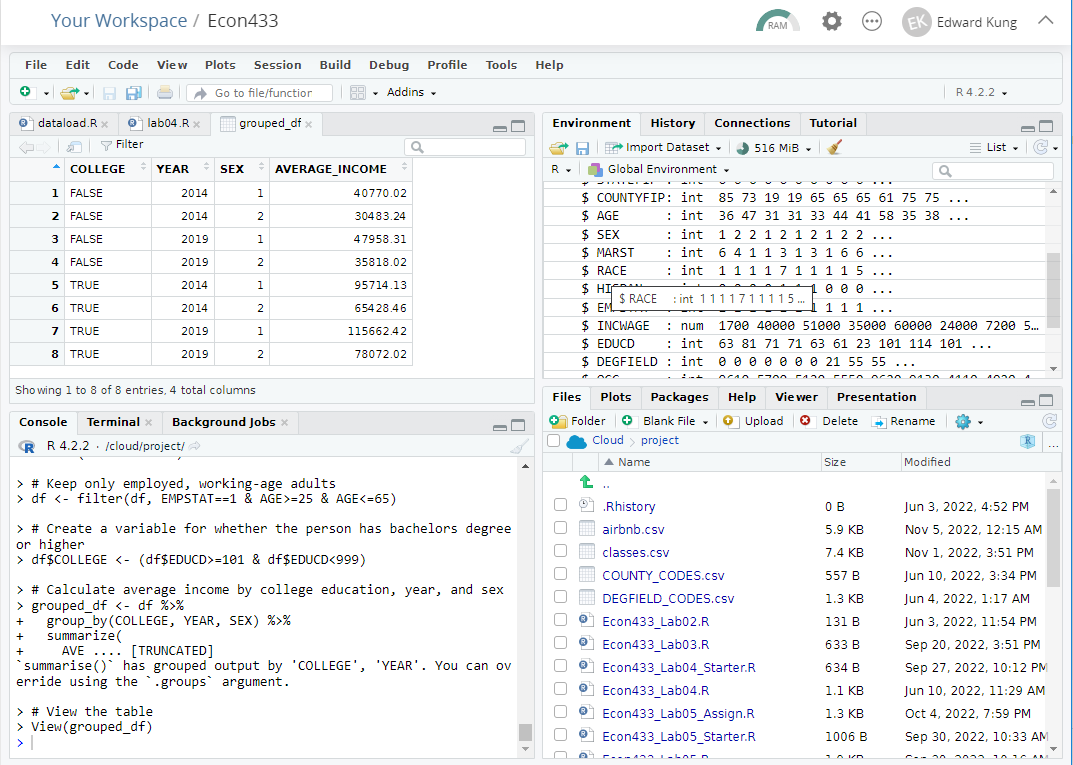 Your Workspace / Econ433
RAM
EK Edward Kung
File Edit Code View Plots Session Build Debug Profile Tools Help
Go to file/function Addins R 4.2.2
dataload.R lab04.R grouped_df
Filter
COLLEGE YEAR SEX AVERAGE_INCOME
1 FALSE 2014 1 40770.02
2 FALSE 2014 2 30483.24
3 FALSE 2019 1 47958.31
4 FALSE 2019 2 35818.02
5 TRUE 2014 1 95714.13
6 TRUE 2014 2 65428.46
7 TRUE 2019 1 115662.42
8 TRUE 2019 2 78072.02
Showing 1 to 8 of 8 entries, 4 total columns
Console Terminal Background Jobs
R 4.2.2 · /cloud/project/
> # Keep only employed, working-age adults
> df <- filter(df, EMPSTAT==1 & AGE>=25 & AGE<=65)
> # Create a variable for whether the person has bachelors degree
or higher
> df$COLLEGE <- (df$EDUCD>=101 & df$EDUCD<999)
> # Calculate average income by college education, year, and sex
> grouped_df <- df %>%
+ group_by(COLLEGE, YEAR, SEX) %>%
+ summarize(
+ AVE .... [TRUNCATED]
`summarise()` has grouped output by 'COLLEGE', 'YEAR'. You can ov
erride using the `.groups` argument.
> # View the table
> View(grouped_df)
>
Environment History Connections Tutorial
Import Dataset 516 MiB List
R Global Environment
$ COUNTYFIP: int 85 73 19 19 65 65 65 61 75 75 ...
$ AGE : int 36 47 31 31 33 44 41 58 35 38 ...
$ SEX : int 1 2 2 1 2 1 2 1 2 2 ...
$ MARST : int 6 4 1 1 3 1 3 1 6 6 ...
$ RACE : int 1 1 1 1 7 1 1 1 1 5 ...
$ RACE : int 1 1 1 1 7 1 1 1 1 5 ...
$ INCWAGE : num 1700 40000 51000 35000 60000 24000 7200 5…
$ EDUCD : int 63 81 71 71 63 61 23 101 114 101 ...
$ DEGFIELD : int 0 0 0 0 0 0 0 21 55 55 ...
Files Plots Packages Help Viewer Presentation
Folder Blank File Upload Delete Rename
Cloud project
Name Size Modified
..
.Rhistory 0 B Jun 3, 2022, 4:52 PM
airbnb.csv 5.9 KB Nov 5, 2022, 12:15 AM
classes.csv 7.4 KB Nov 1, 2022, 3:51 PM
COUNTY_CODES.csv 557 B Jun 10, 2022, 3:34 PM
DEGFIELD_CODES.csv 1.3 KB Jun 4, 2022, 1:17 AM
Econ433_Lab02.R 131 B Jun 3, 2022, 11:54 PM
Econ433_Lab03.R 633 B Sep 20, 2022, 3:51 PM
Econ433_Lab04_Starter.R 634 B Sep 27, 2022, 10:12 PM
Econ433_Lab04.R 1.1 KB Jun 10, 2022, 11:29 AM
Econ433_Lab05_Assign.R 1.3 KB Oct 4, 2022, 7:59 PM
Econ433_Lab05_Starter.R 1006 B Sep 30, 2022, 10:33 AM